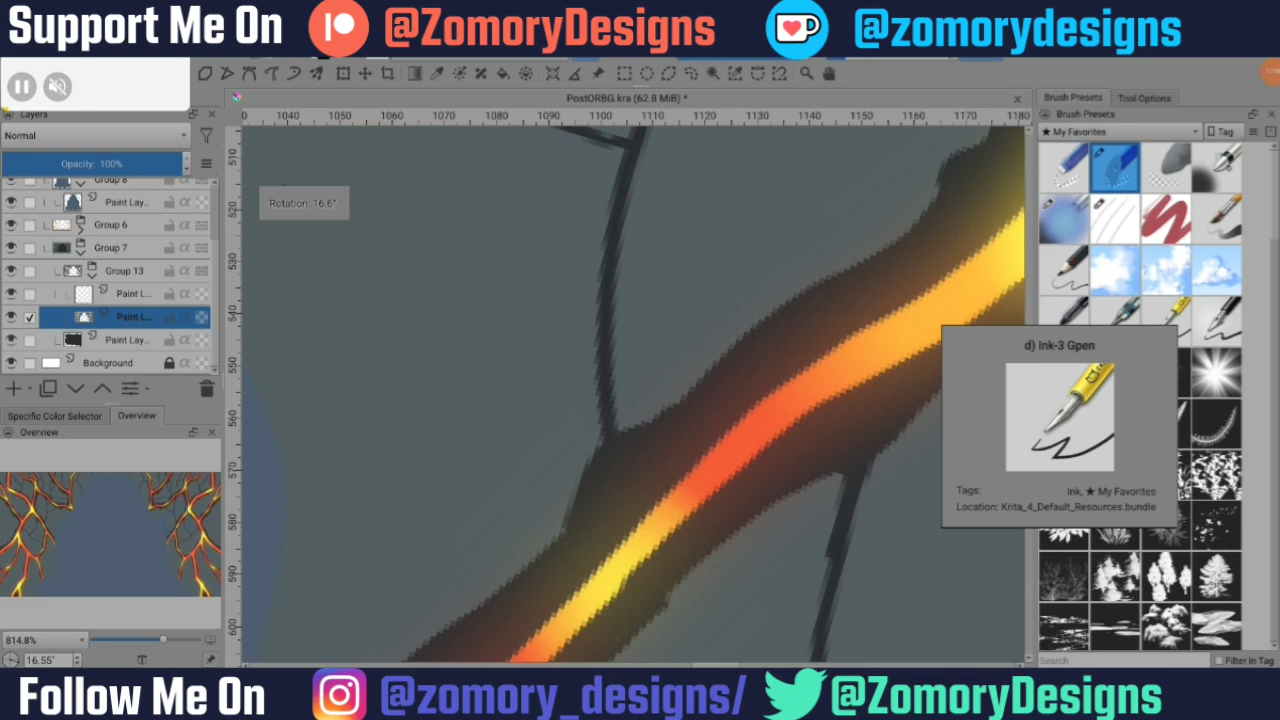 Support Me On @ZomoryDesigns @zomorydesigns
PostORBG.kra (62.8 MiB) *
Brush Presets Tool Options
Layers
Brush Presets
Normal
★ My Favorites Tag
Opacity: 100%
1040 1050 1060 1070 1080 1090 1100 1110 1120 1130 1140 1150 1160 1170 1180
510
520
530
540
550
560
570
580
590
600
Rotation: 16.6°
Group 8
Paint Lay...
Group 6
Group 7
Group 13
Paint L...
Paint L...
Paint Lay...
Background
Specific Color Selector Overview
Overview
814.8%
16.55°
d) Ink-3 Gpen
Tags: Ink, ★ My Favorites
Location: Krita_4_Default_Resources.bundle
Search Filter in Tag
Follow Me On @zomory_designs/ @ZomoryDesigns